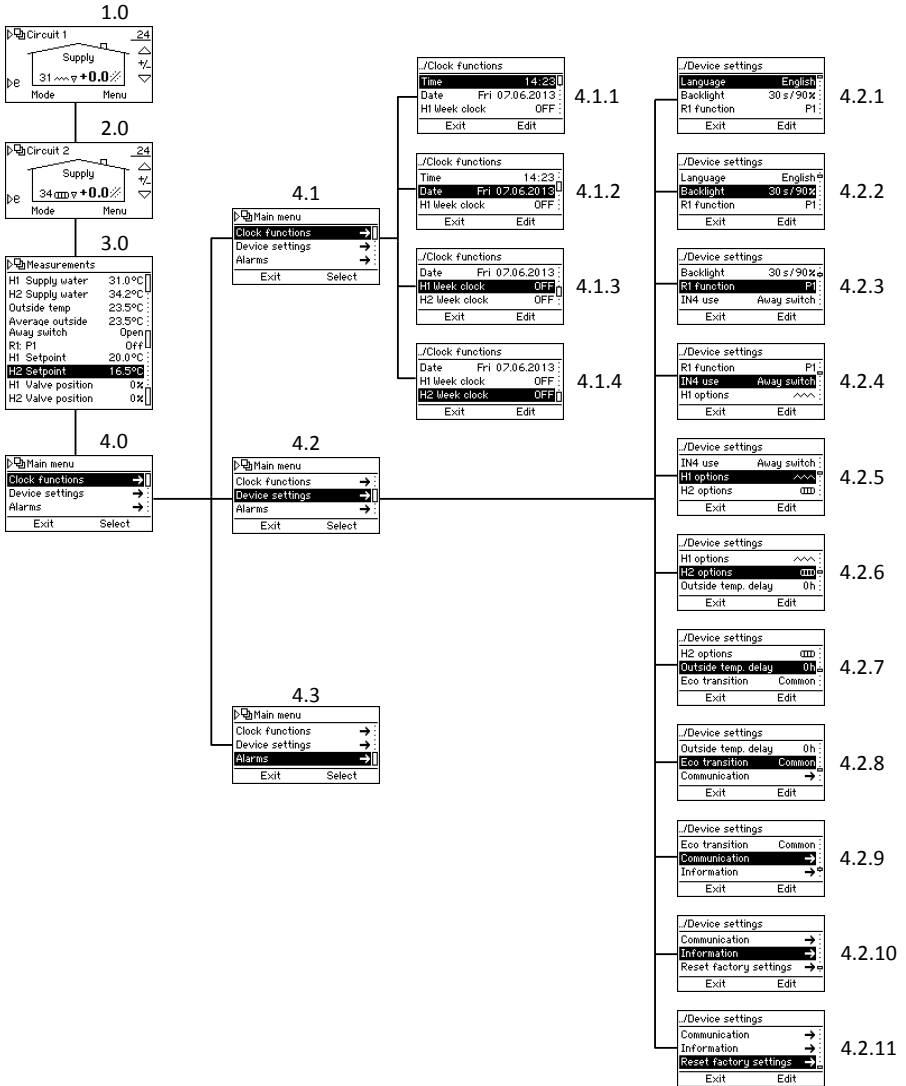 1.0
Circuit 1 24
Supply
+/-
31 +0.0
e
Mode Menu
2.0
Circuit 2 24
Supply
+/-
34 +0.0
e
Mode Menu
3.0
Measurements
H1 Supply water 31.0°C
H2 Supply water 34.2°C
Outside temp 23.5°C
Average outside 23.5°C
Away switch Open
R1: P1 Off
H1 Setpoint 20.0°C
H2 Setpoint 16.5°C
H1 Valve position 0%
H2 Valve position 0%
4.0
Main menu
Clock functions →
Device settings →
Alarms →
Exit Select
4.1
Main menu
Clock functions →
Device settings →
Alarms →
Exit Select
4.2
Main menu
Clock functions →
Device settings →
Alarms →
Exit Select
4.3
Main menu
Clock functions →
Device settings →
Alarms →
Exit Select
../Clock functions
Time 14:23
Date Fri 07.06.2013
H1 Week clock OFF
Exit Edit
4.1.1
../Clock functions
Time 14:23
Date Fri 07.06.2013
H1 Week clock OFF
Exit Edit
4.1.2
../Clock functions
Date Fri 07.06.2013
H1 Week clock OFF
H2 Week clock OFF
Exit Edit
4.1.3
../Clock functions
Date Fri 07.06.2013
H1 Week clock OFF
H2 Week clock OFF
Exit Edit
4.1.4
../Device settings
Language English
Backlight 30 s/90%
R1 function P1
Exit Edit
4.2.1
../Device settings
Language English
Backlight 30 s/90%
R1 function P1
Exit Edit
4.2.2
../Device settings
Backlight 30 s/90%
R1 function P1
IN4 use Away switch
Exit Edit
4.2.3
../Device settings
R1 function P1
IN4 use Away switch
H1 options
Exit Edit
4.2.4
../Device settings
IN4 use Away switch
H1 options
H2 options
Exit Edit
4.2.5
../Device settings
H1 options
H2 options
Outside temp. delay 0h
Exit Edit
4.2.6
../Device settings
H2 options
Outside temp. delay 0h
Eco transition Common
Exit Edit
4.2.7
../Device settings
Outside temp. delay 0h
Eco transition Common
Communication →
Exit Edit
4.2.8
../Device settings
Eco transition Common
Communication →
Information →
Exit Edit
4.2.9
../Device settings
Communication →
Information →
Reset factory settings →
Exit Edit
4.2.10
../Device settings
Communication →
Information →
Reset factory settings →
Exit Edit
4.2.11